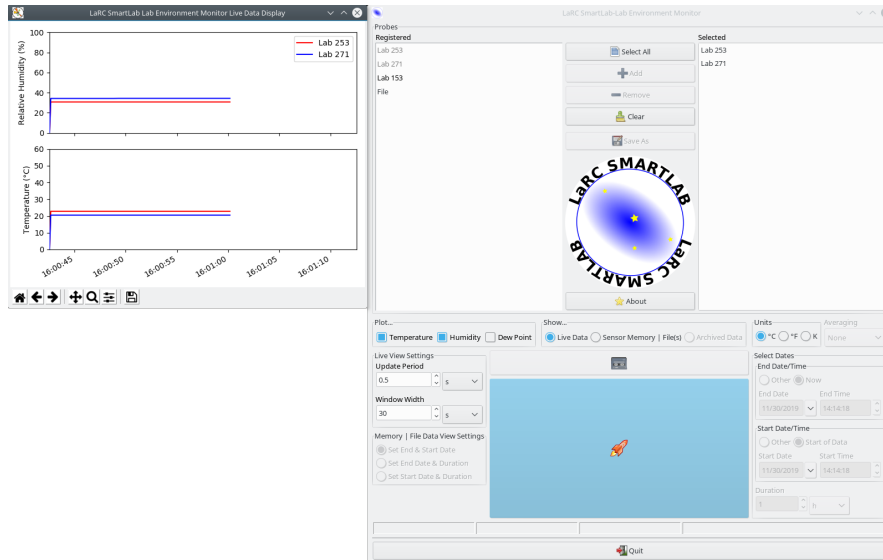 LaRC SmartLab Lab Environment Monitor Live Data Display
100
80
60
40
20
0
Relative Humidity (%)
Lab 253
Lab 271
60
50
40
30
20
10
0
Temperature (°C)
16:00:45
16:00:50
16:00:55
16:01:00
16:01:05
16:01:10
LaRC SmartLab-Lab Environment Monitor
Probes
Registered
Lab 253
Lab 271
Lab 153
File
Select All
Add
Remove
Clear
Save As
LaRC SMARTLAB
LaRC SMARTLAB
About
Selected
Lab 253
Lab 271
Plot...
Temperature
Humidity
Dew Point
Show...
Live Data
Sensor Memory | File(s)
Archived Data
Units
°C
°F
K
Averaging
None
Live View Settings
Update Period
0.5
s
Window Width
30
s
Memory | File Data View Settings
Set End & Start Date
Set End Date & Duration
Set Start Date & Duration
Select Dates
End Date/Time
Other
Now
End Date
End Time
11/30/2019
14:14:18
Start Date/Time
Other
Start of Data
Start Date
Start Time
11/30/2019
14:14:18
Duration
1
h
Quit